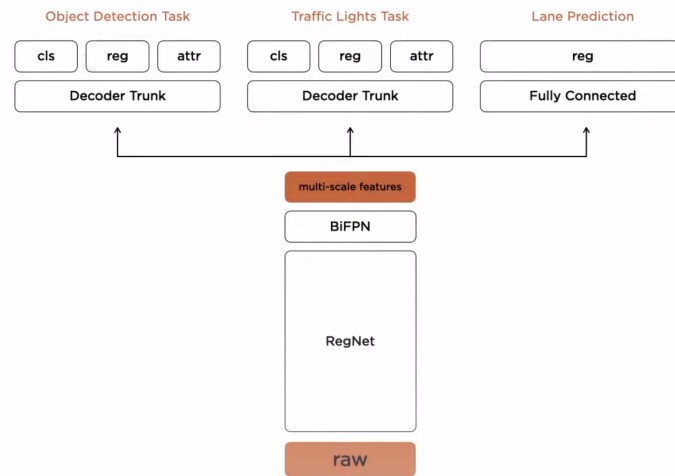 Object Detection Task
Traffic Lights Task
Lane Prediction
cls reg attr
cls reg attr
reg
Decoder Trunk
Decoder Trunk
Fully Connected
multi-scale features
BiFPN
RegNet
raw